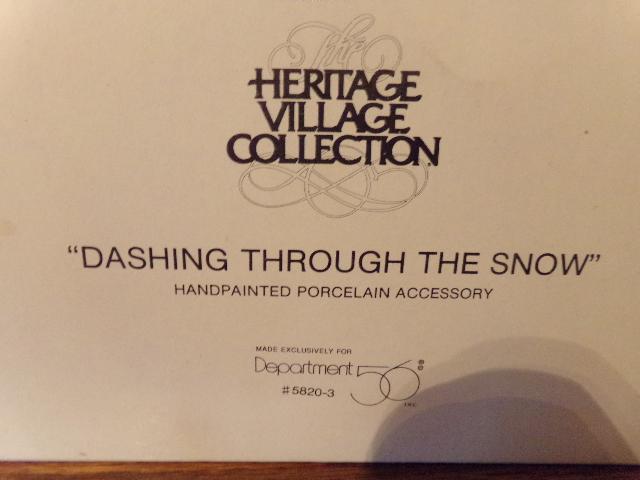 The
HERITAGE
VILLAGE
COLLECTION
"DASHING THROUGH THE SNOW"
HANDPAINTED PORCELAIN ACCESSORY
MADE EXCLUSIVELY FOR
Department 56 ®
#5820-3
INC.